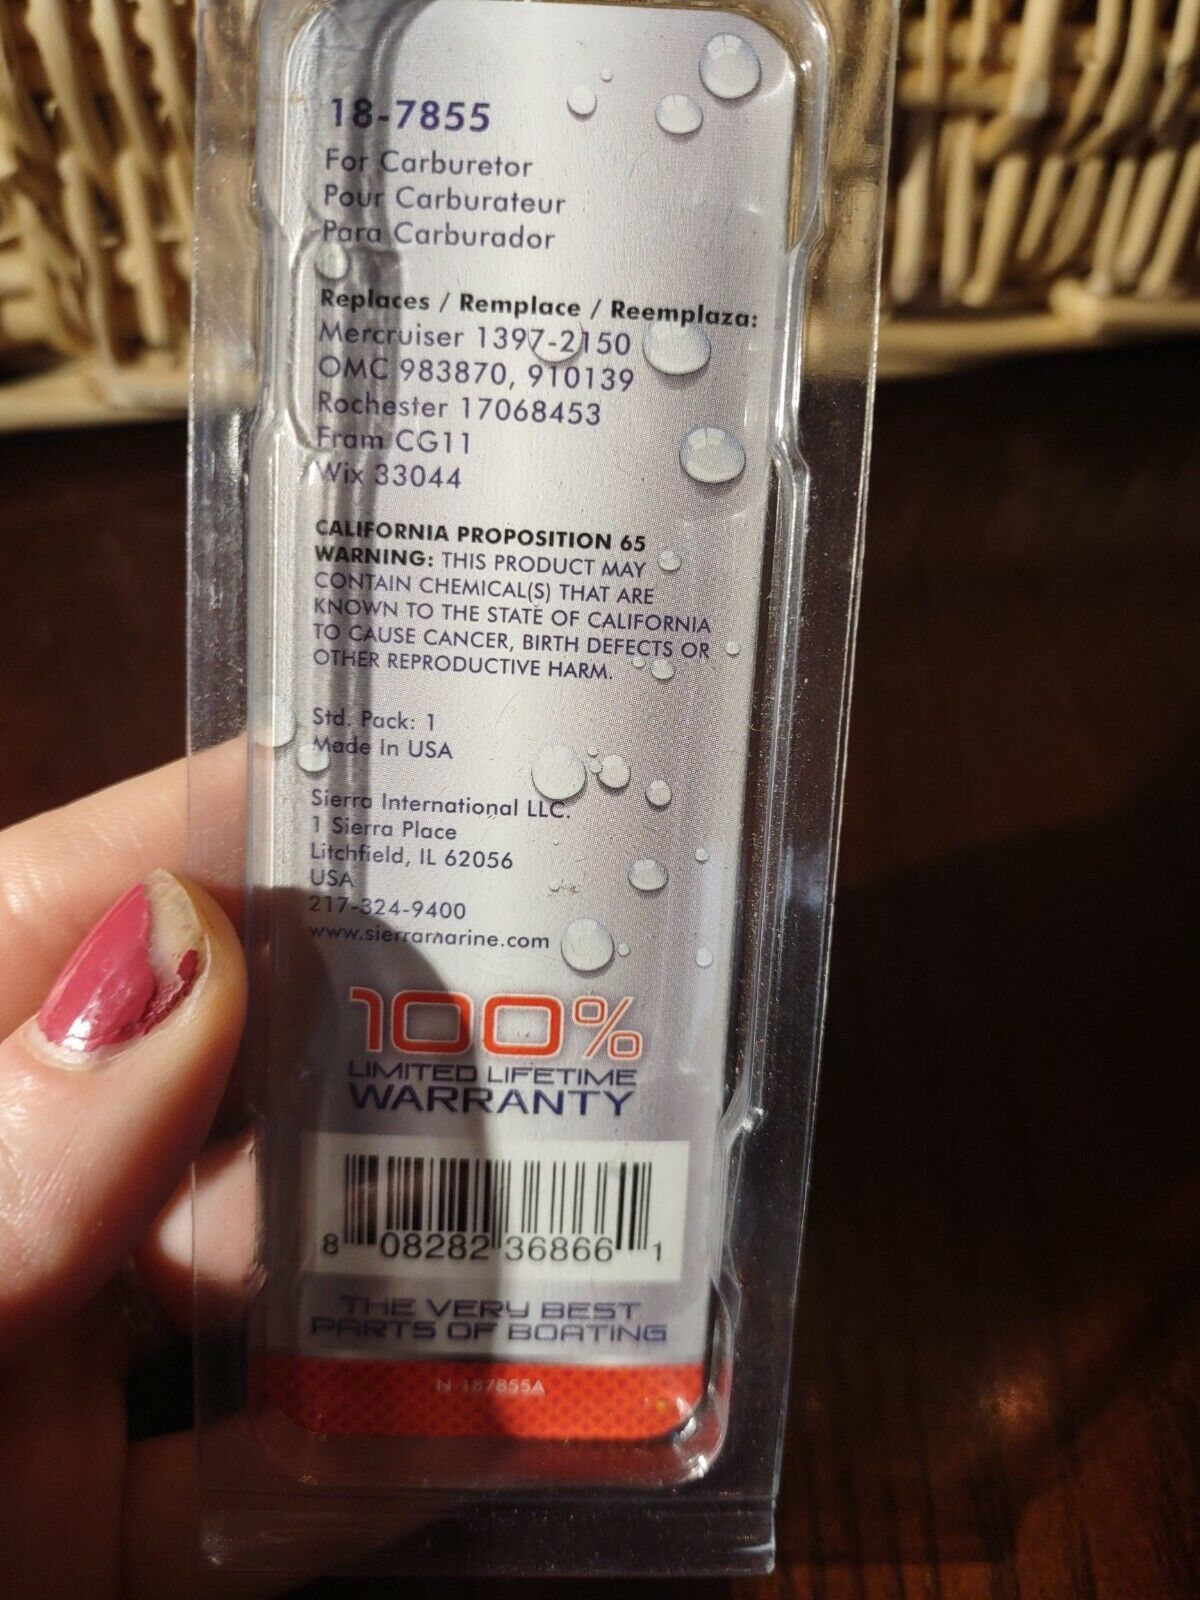 18-7855
For Carburetor
Pour Carburateur
Para Carburador
Replaces / Remplace / Reemplaza:
Mercruiser 1397-2150
OMC 983870, 910139
Rochester 17068453
Fram CG11
Wix 33044
CALIFORNIA PROPOSITION 65
WARNING: THIS PRODUCT MAY
CONTAIN CHEMICAL(S) THAT ARE
KNOWN TO THE STATE OF CALIFORNIA
TO CAUSE CANCER, BIRTH DEFECTS OR
OTHER REPRODUCTIVE HARM.
Std. Pack: 1
Made In USA
Sierra International LLC.
1 Sierra Place
Litchfield, IL 62056
USA
217-324-9400
www.sierramarine.com
100%
LIMITED LIFETIME
WARRANTY
8 08282 36866 1
THE VERY BEST
PARTS OF BOATING
N-187855A